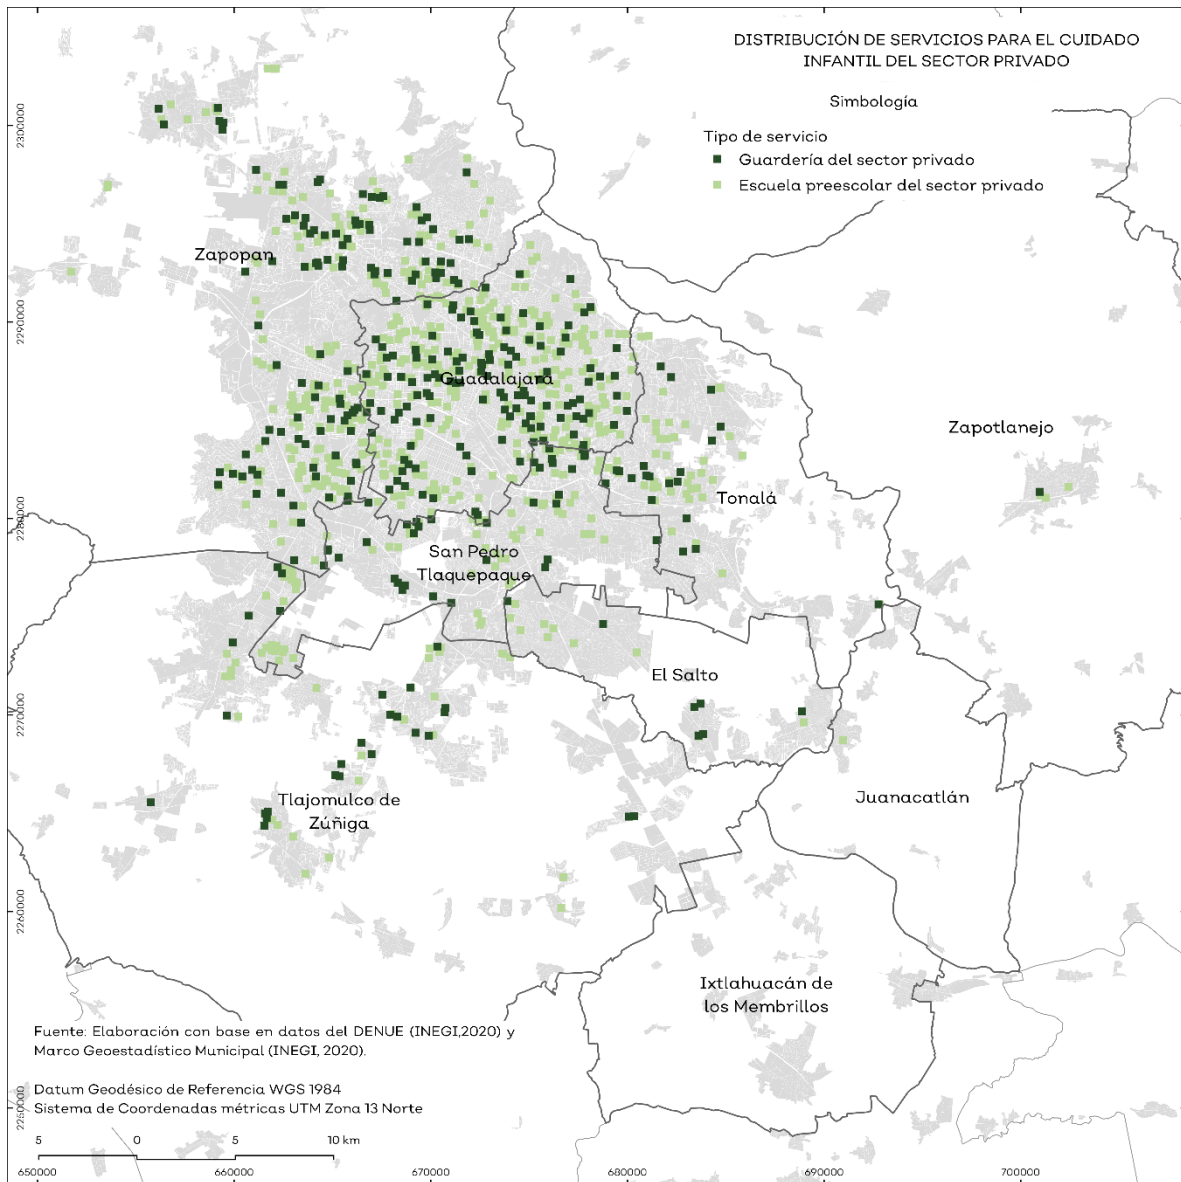 DISTRIBUCIÓN DE SERVICIOS PARA EL CUIDADO
INFANTIL DEL SECTOR PRIVADO
Simbología
Tipo de servicio
Guardería del sector privado
Escuela preescolar del sector privado
2300000
2290000
2280000
2270000
2260000
2250000
Zapopan
Guadalajara
Zapotlanejo
Tonalá
San Pedro
Tlaquepaque
El Salto
Juanacatlán
Tlajomulco de
Zúñiga
Ixtlahuacán de
los Membrillos
Fuente: Elaboración con base en datos del DENUE (INEGI,2020) y
Marco Geoestadístico Municipal (INEGI, 2020).
Datum Geodésico de Referencia WGS 1984
Sistema de Coordenadas métricas UTM Zona 13 Norte
5 0 5 10 km
650000 660000 670000 680000 690000 700000